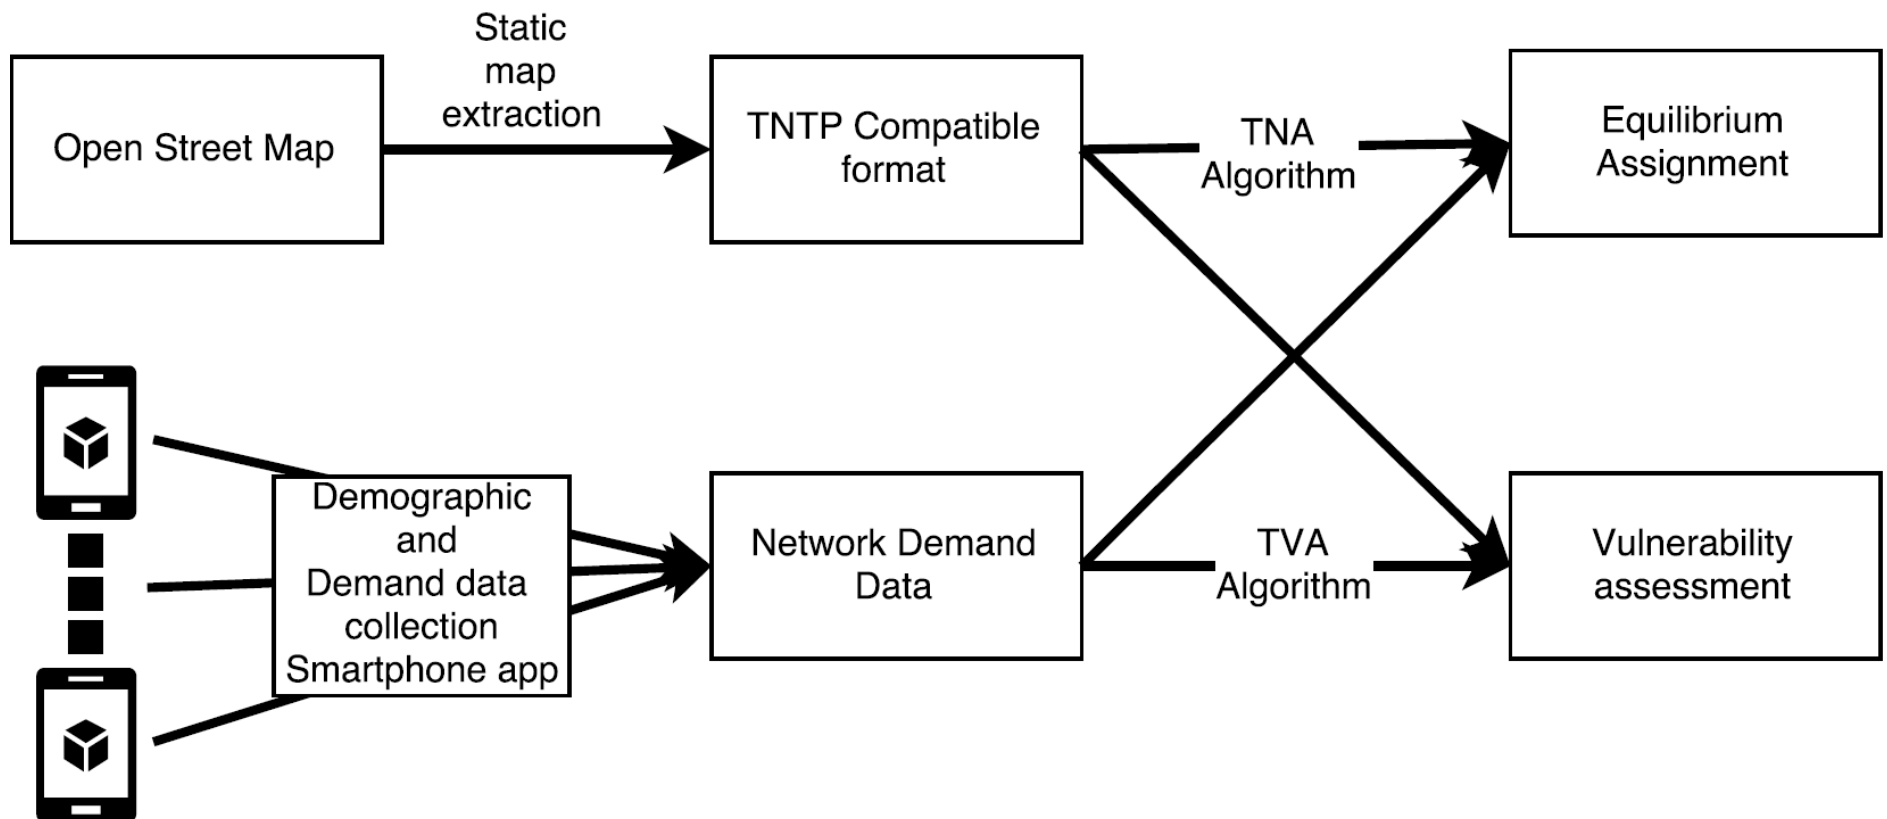 Static
map
extraction
Open Street Map
TNTP Compatible
format
TNA
Algorithm
Equilibrium
Assignment
Demographic
and
Demand data
collection
Smartphone app
Network Demand
Data
TVA
Algorithm
Vulnerability
assessment